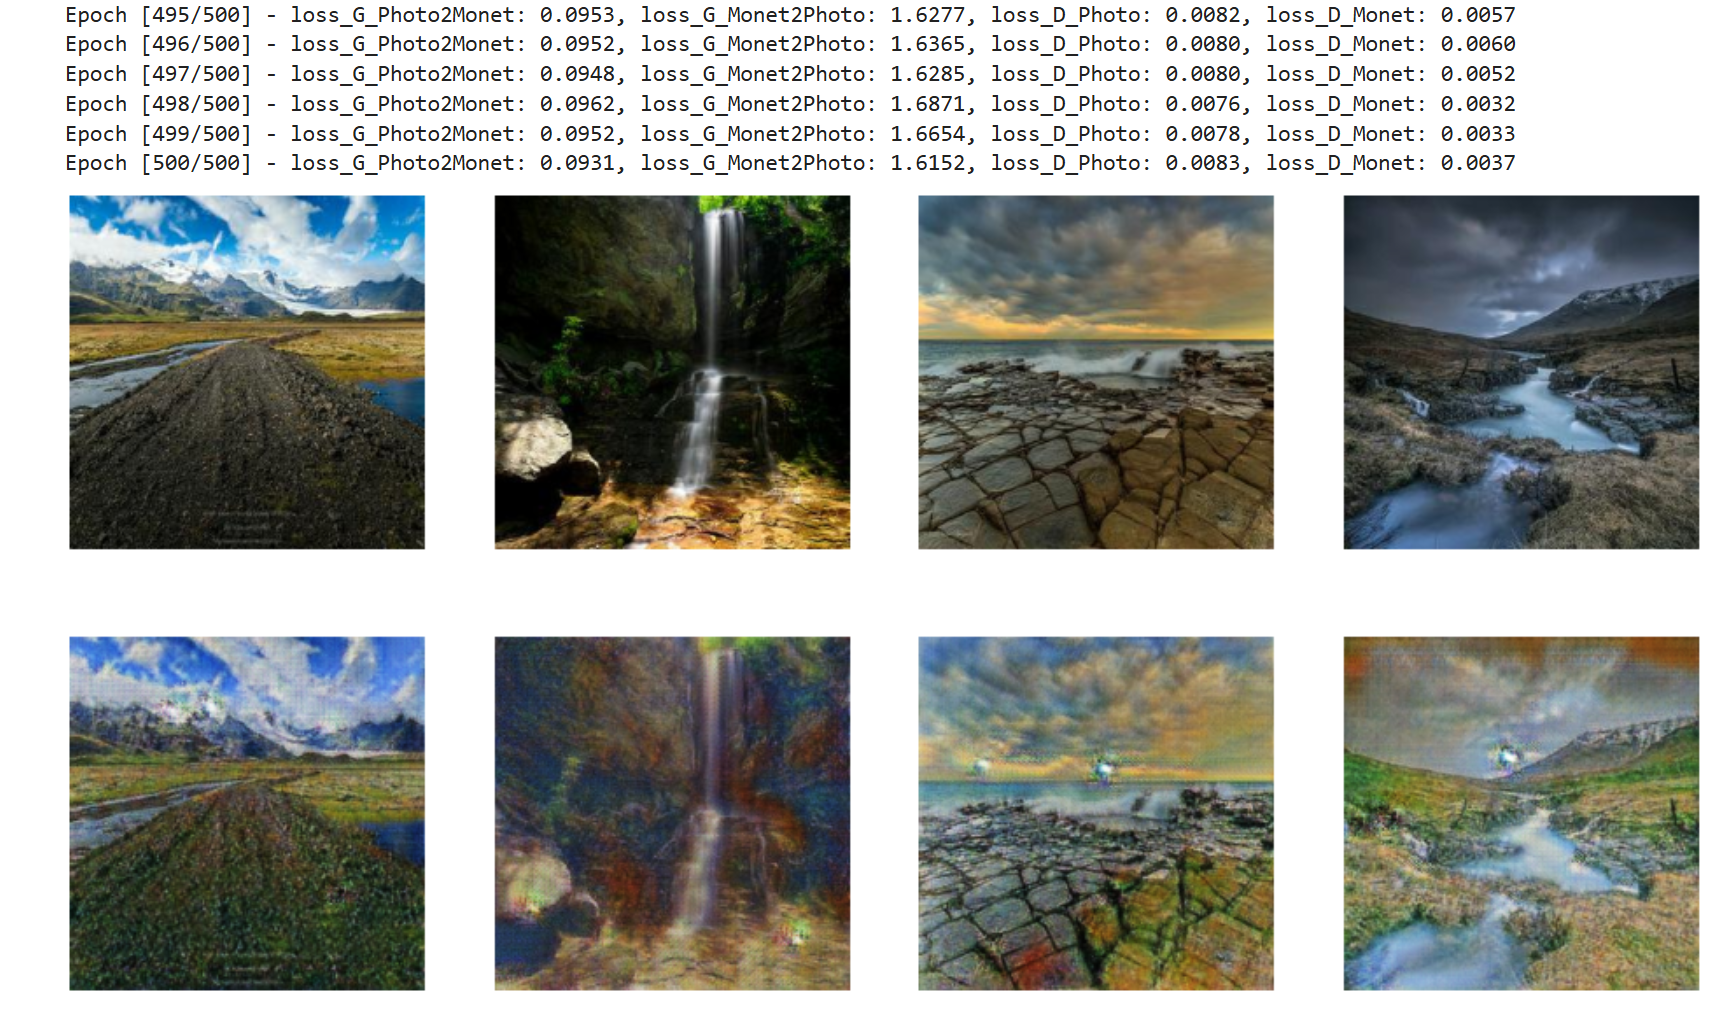 Epoch [495/500] - loss_G_Photo2Monet: 0.0953, loss_G_Monet2Photo: 1.6277, loss_D_Photo: 0.0082, loss_D_Monet: 0.0057
Epoch [496/500] - loss_G_Photo2Monet: 0.0952, loss_G_Monet2Photo: 1.6365, loss_D_Photo: 0.0080, loss_D_Monet: 0.0060
Epoch [497/500] - loss_G_Photo2Monet: 0.0948, loss_G_Monet2Photo: 1.6285, loss_D_Photo: 0.0080, loss_D_Monet: 0.0052
Epoch [498/500] - loss_G_Photo2Monet: 0.0962, loss_G_Monet2Photo: 1.6871, loss_D_Photo: 0.0076, loss_D_Monet: 0.0032
Epoch [499/500] - loss_G_Photo2Monet: 0.0952, loss_G_Monet2Photo: 1.6654, loss_D_Photo: 0.0078, loss_D_Monet: 0.0033
Epoch [500/500] - loss_G_Photo2Monet: 0.0931, loss_G_Monet2Photo: 1.6152, loss_D_Photo: 0.0083, loss_D_Monet: 0.0037